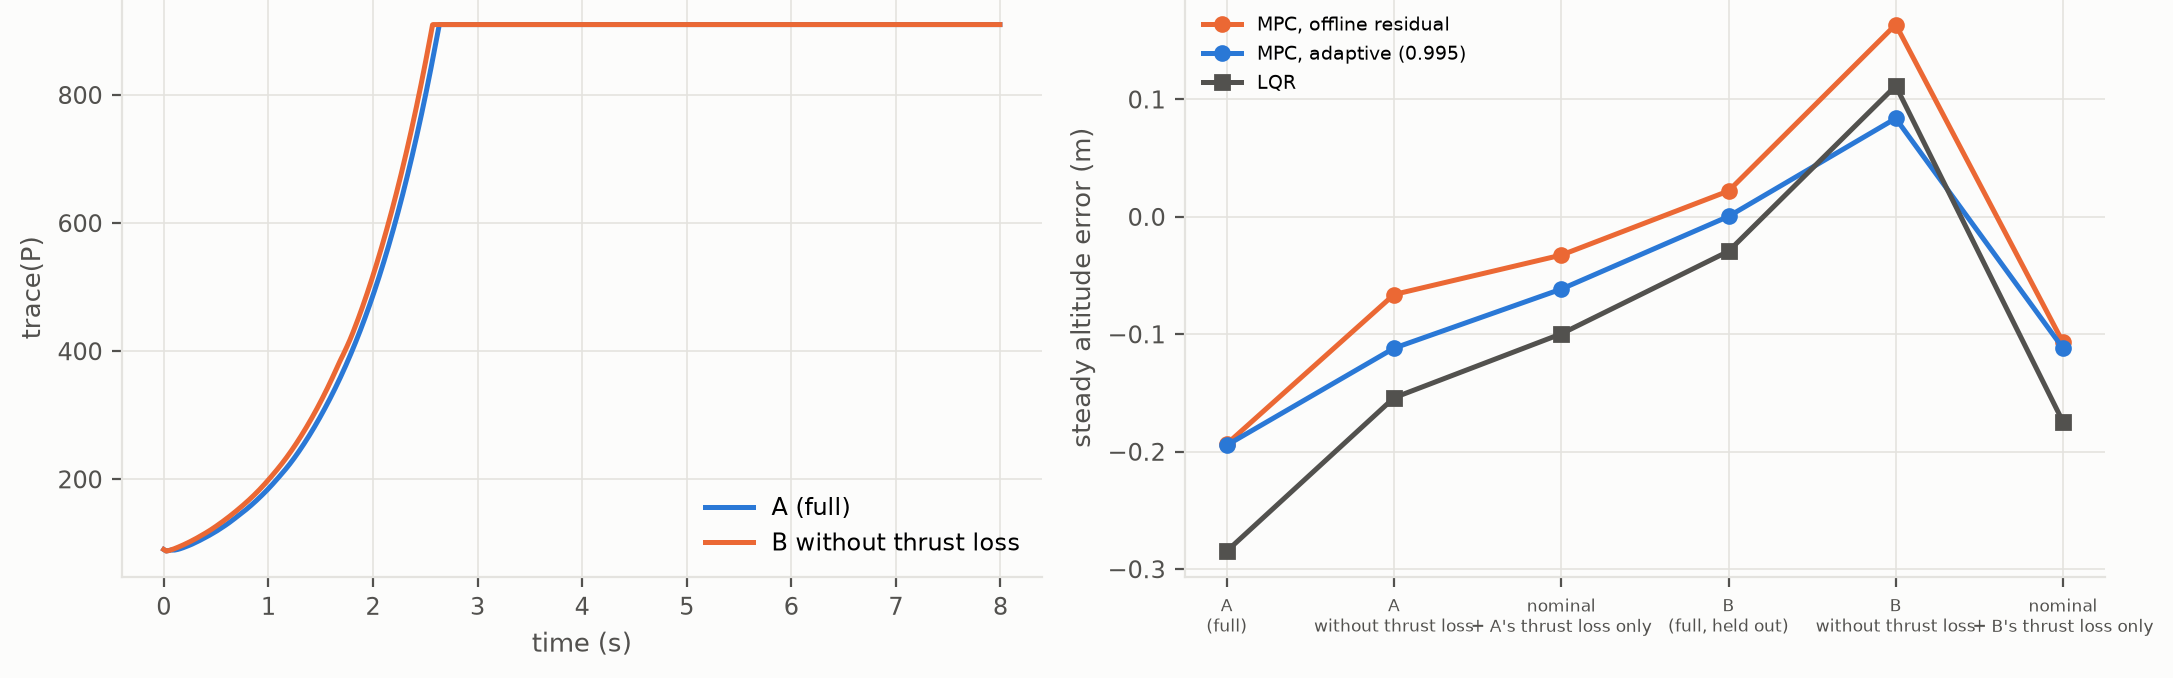 trace(P)
800
600
400
200
A (full)
B without thrust loss
0 1 2 3 4 5 6 7 8
time (s)
MPC, offline residual
MPC, adaptive (0.995)
LQR
steady altitude error (m)
0.1
0.0
−0.1
−0.2
−0.3
A
(full)
A
without thrust loss
nominal
+ A's thrust loss only
B
(full, held out)
B
without thrust loss
nominal
+ B's thrust loss only